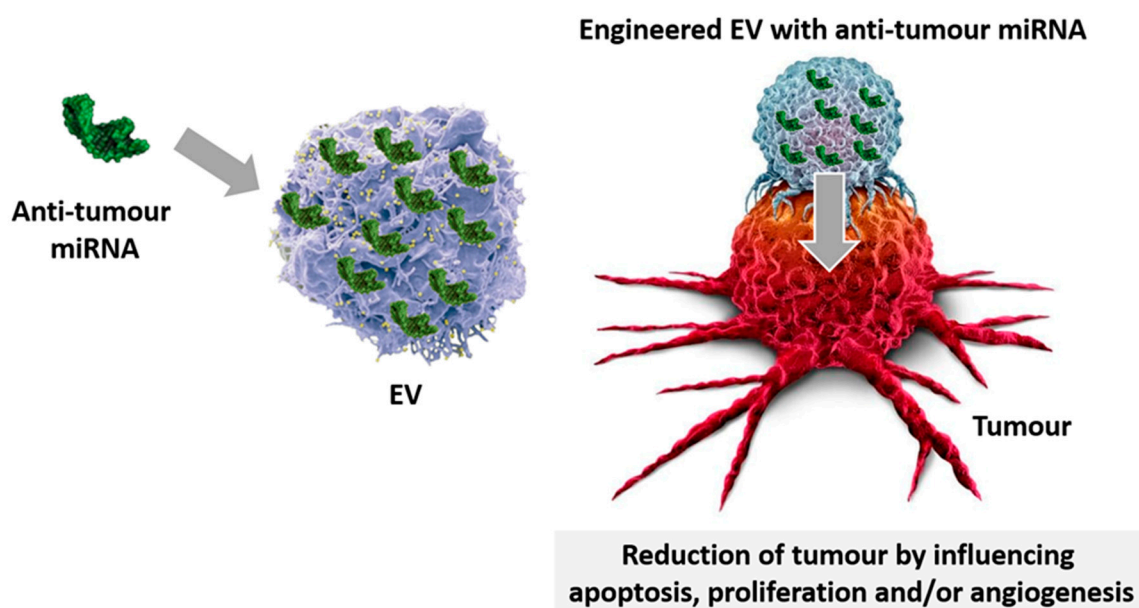 Engineered EV with anti-tumour miRNA
Anti-tumour
miRNA
EV
Tumour
Reduction of tumour by influencing
apoptosis, proliferation and/or angiogenesis